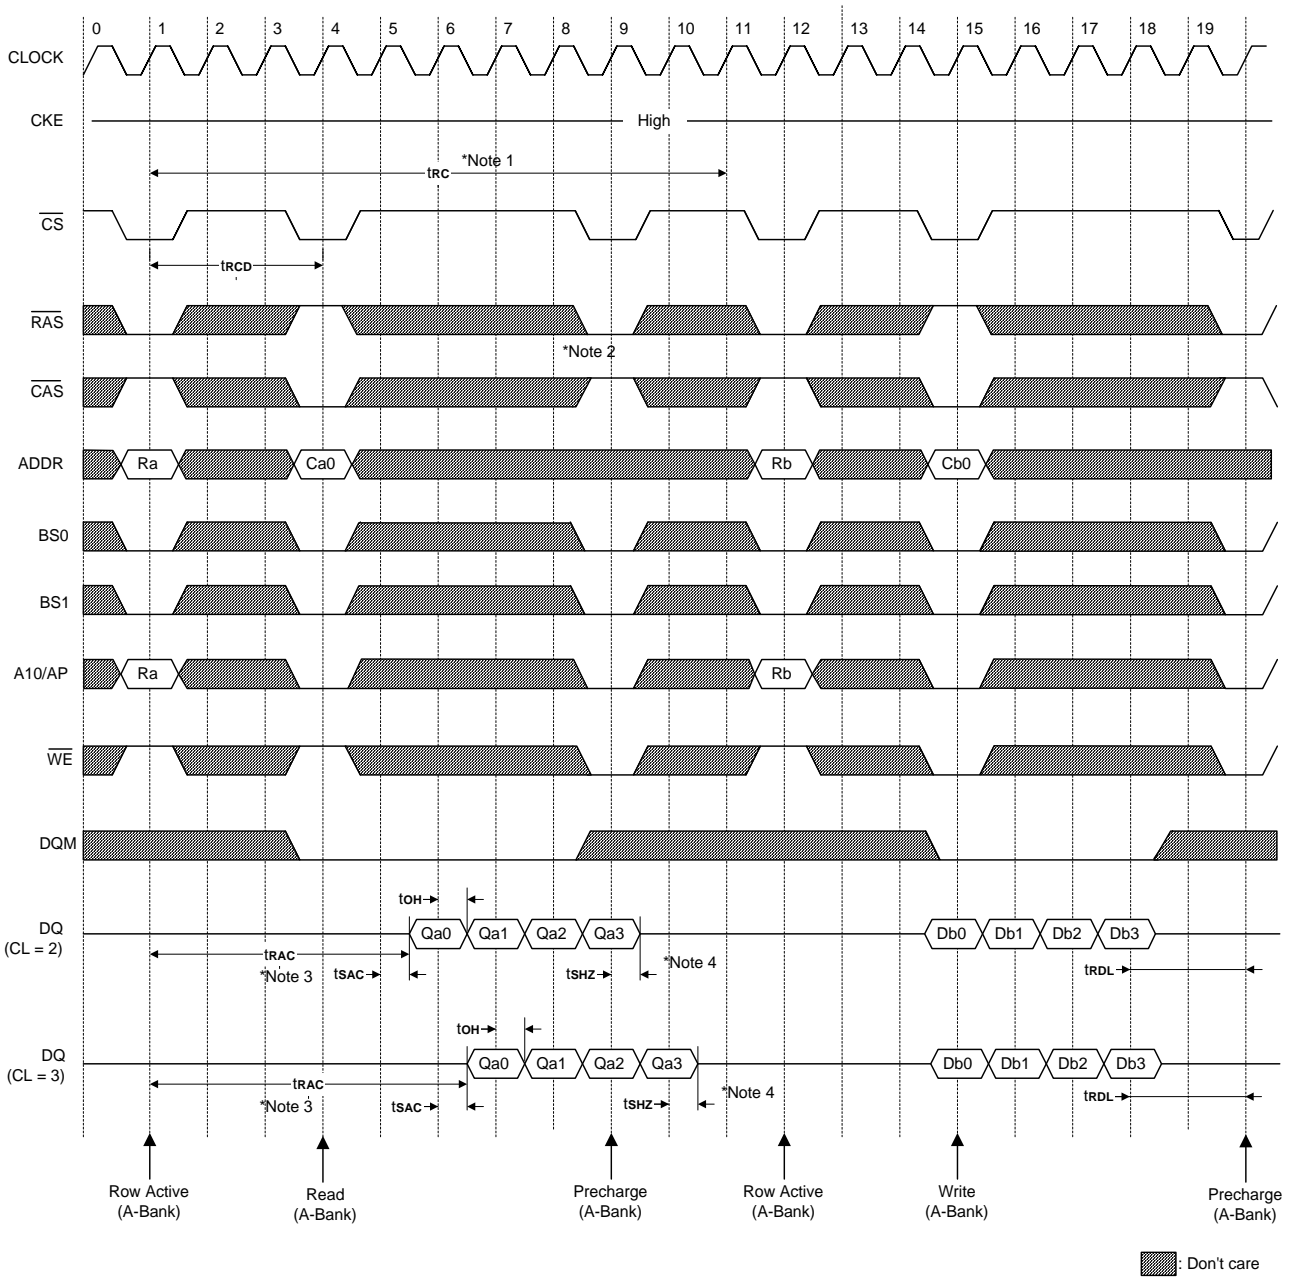 0 1 2 3 4 5 6 7 8 9 10 11 12 13 14 15 16 17 18 19
CLOCK
CKE High
*Note 1
tRC
CS
tRCD
RAS
*Note 2
CAS
ADDR Ra Ca0 Rb Cb0
BS0
BS1
A10/AP Ra Rb
WE
DQM
tOH
DQ
(CL = 2)
Qa0 Qa1 Qa2 Qa3 Db0 Db1 Db2 Db3
tRAC
*Note 3 tSAC tSHZ *Note 4 tRDL
tOH
DQ
(CL = 3)
Qa0 Qa1 Qa2 Qa3 Db0 Db1 Db2 Db3
tRAC
*Note 3 tSAC tSHZ *Note 4 tRDL
Row Active
(A-Bank)
Read
(A-Bank)
Precharge
(A-Bank)
Row Active
(A-Bank)
Write
(A-Bank)
Precharge
(A-Bank)
: Don't care